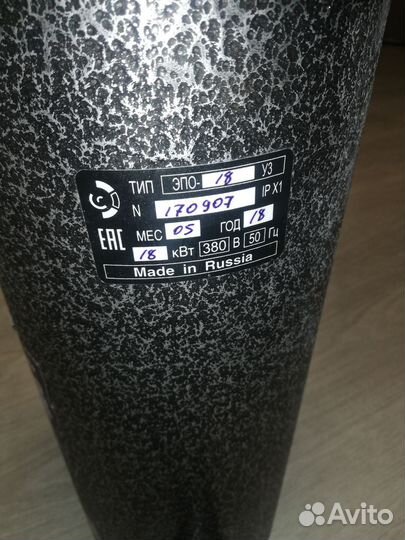 ТИП ЭПО- 18 У3
N 170907 IP X1
EAC МЕС 05 ГОД 18
18 кВт 380 В 50 Гц
Made in Russia
Avito